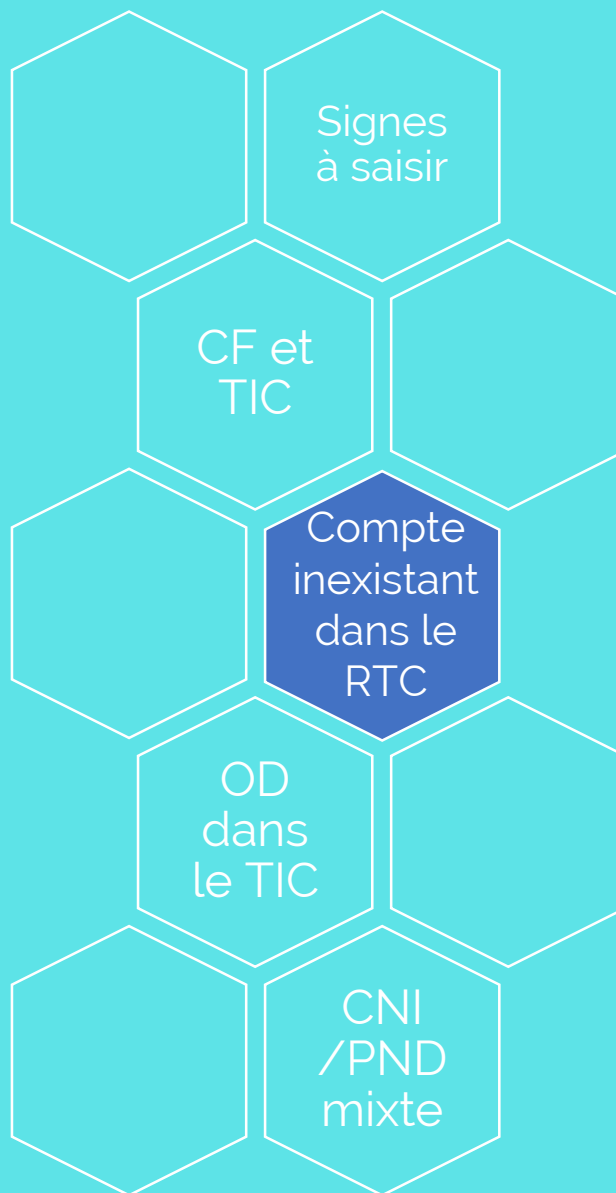 Signes
à saisir
CF et
TIC
Compte
inexistant
dans le
RTC
OD
dans
le TIC
CNI
/PND
mixte